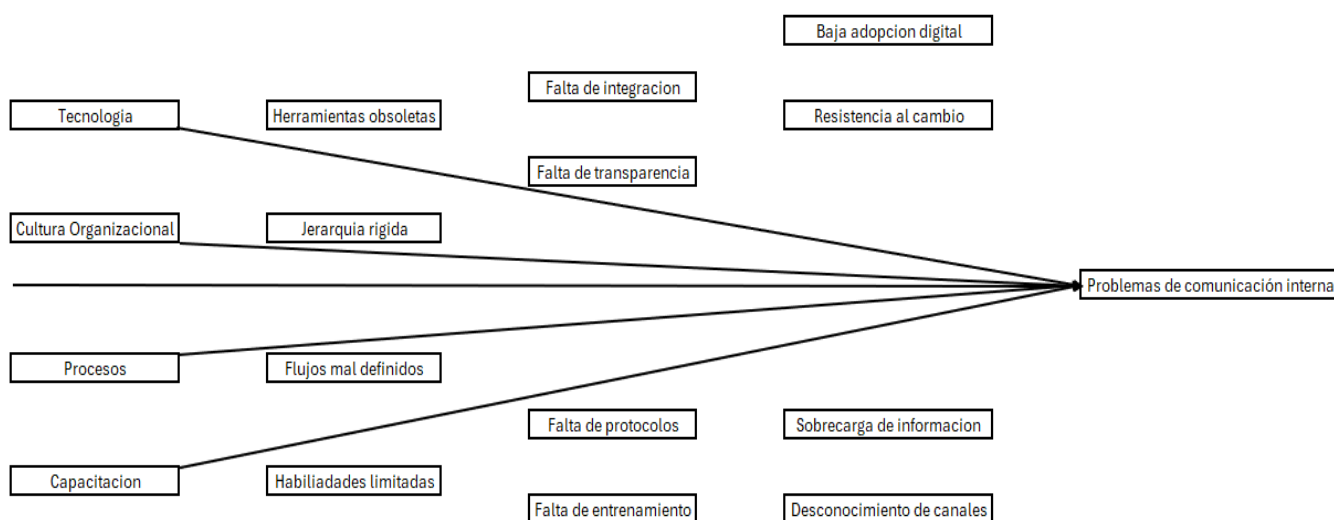 Baja adopcion digital
Falta de integracion
Tecnologia
Herramientas obsoletas
Resistencia al cambio
Falta de transparencia
Cultura Organizacional
Jerarquia rigida
Problemas de comunicación interna
Procesos
Flujos mal definidos
Falta de protocolos
Sobrecarga de informacion
Capacitacion
Habiliadades limitadas
Falta de entrenamiento
Desconocimiento de canales